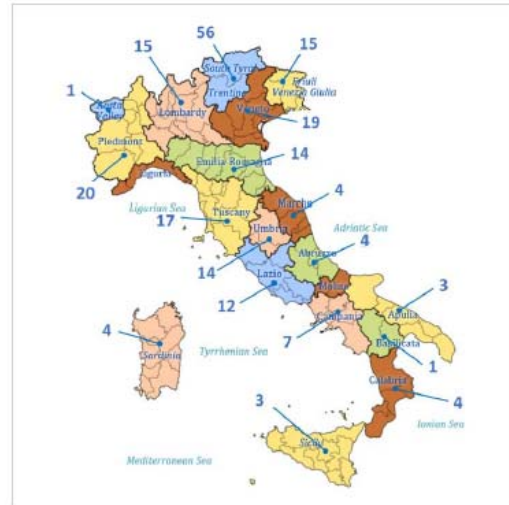 56
15
15
South Tyrol
1
Friuli
Venezia Giulia
Aosta
Valley
Trentino
Lombardy
Veneto
19
Piedmont
Emilia Romagna
14
20
Liguria
4
Marche
Ligurian Sea
17
Tuscany
Adriatic Sea
Umbria
4
Abruzzo
14
Lazio
3
12
Molise
Apulia
4
Campania
7
Basilicata
Sardinia
Tyrrhenian Sea
1
Calabria
4
3
Ionian Sea
Sicily
Mediterranean Sea